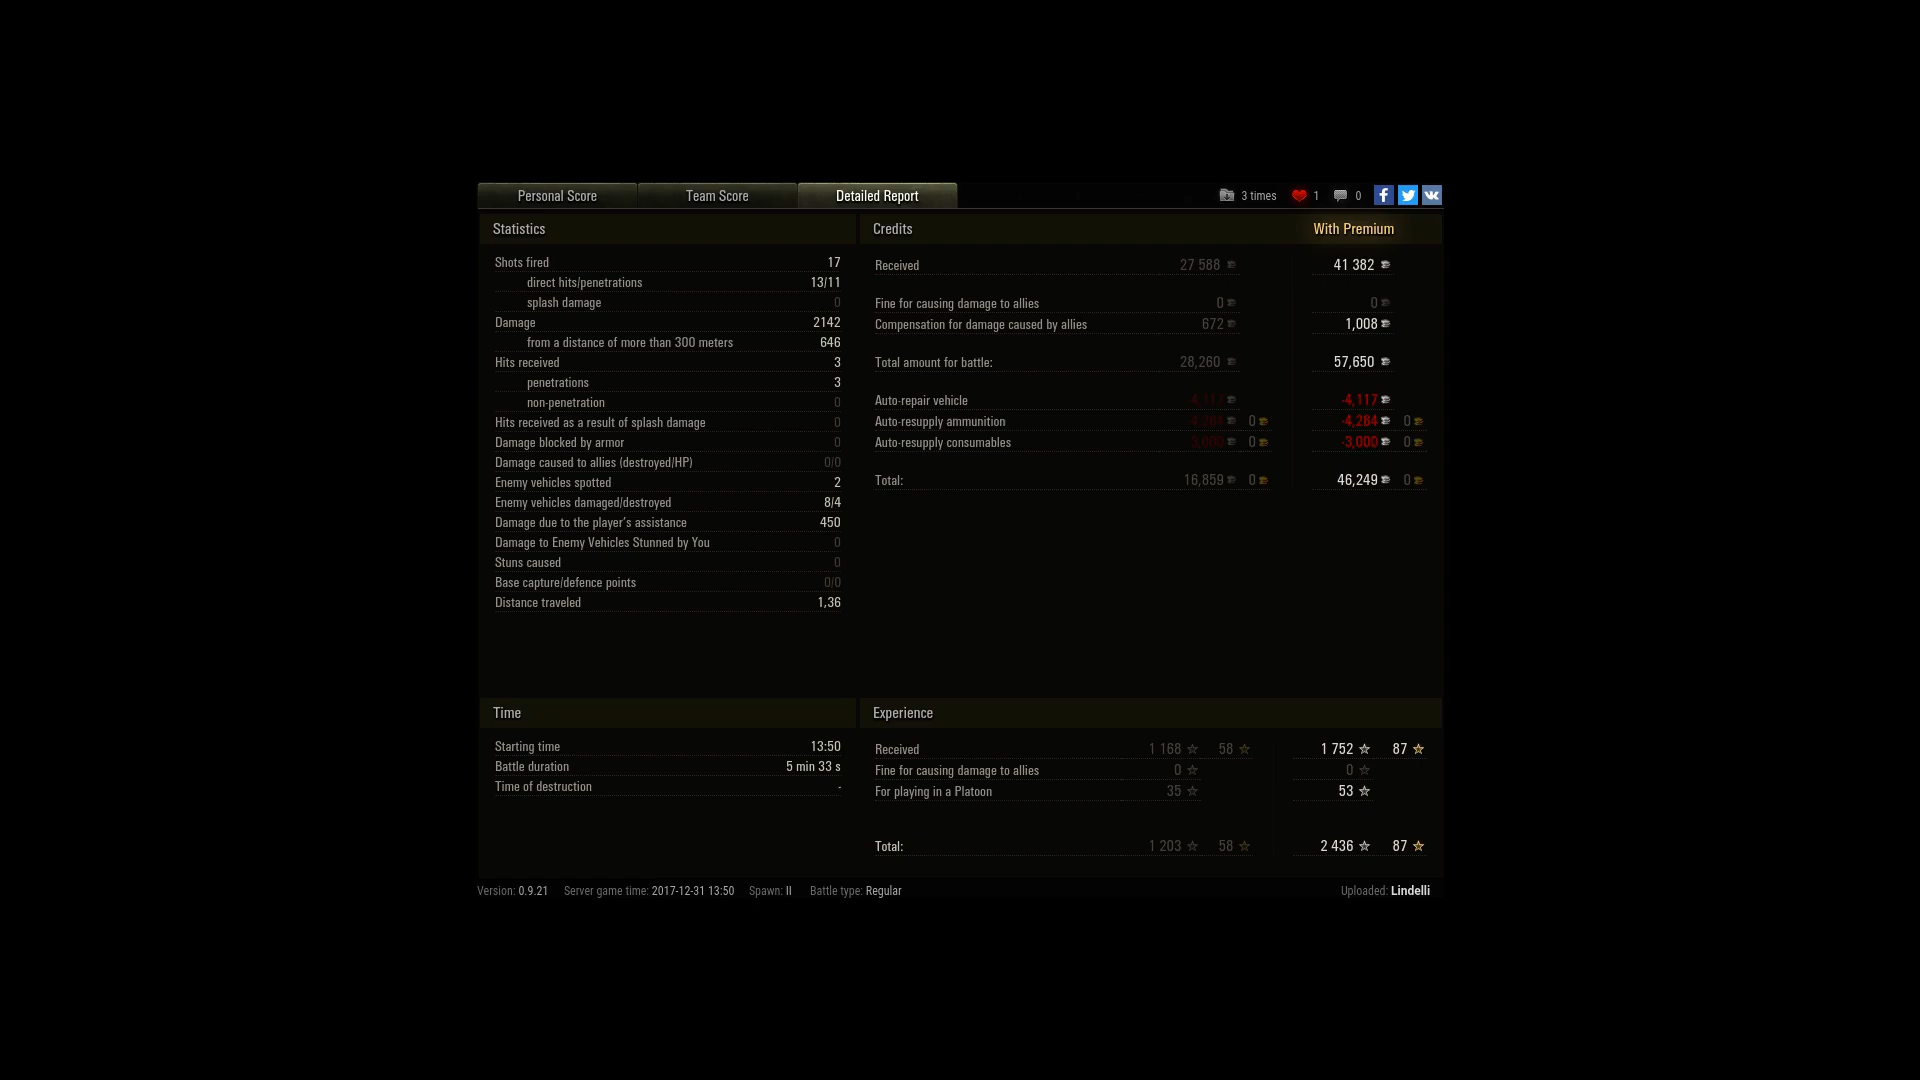 Personal Score Team Score Detailed Report 3 times 1 0
Statistics
Shots fired 17
direct hits/penetrations 13/11
splash damage 0
Damage 2142
from a distance of more than 300 meters 646
Hits received 3
penetrations 3
non-penetration 0
Hits received as a result of splash damage 0
Damage blocked by armor 0
Damage caused to allies (destroyed/HP) 0/0
Enemy vehicles spotted 2
Enemy vehicles damaged/destroyed 8/4
Damage due to the player's assistance 450
Damage to Enemy Vehicles Stunned by You 0
Stuns caused 0
Base capture/defence points 0/0
Distance traveled 1,36
Credits With Premium
Received 27 588 41 382
Fine for causing damage to allies 0 0
Compensation for damage caused by allies 672 1,008
Total amount for battle: 28,260 57,650
Auto-repair vehicle -4,117 -4,117
Auto-resupply ammunition -4,284 0 -4,284 0
Auto-resupply consumables -3,000 0 -3,000 0
Total: 16,859 0 46,249 0
Time
Starting time 13:50
Battle duration 5 min 33 s
Time of destruction -
Experience
Received 1 168 58 1 752 87
Fine for causing damage to allies 0 0
For playing in a Platoon 35 53
Total: 1 203 58 2 436 87
Version: 0.9.21 Server game time: 2017-12-31 13:50 Spawn: II Battle type: Regular Uploaded: Lindelli